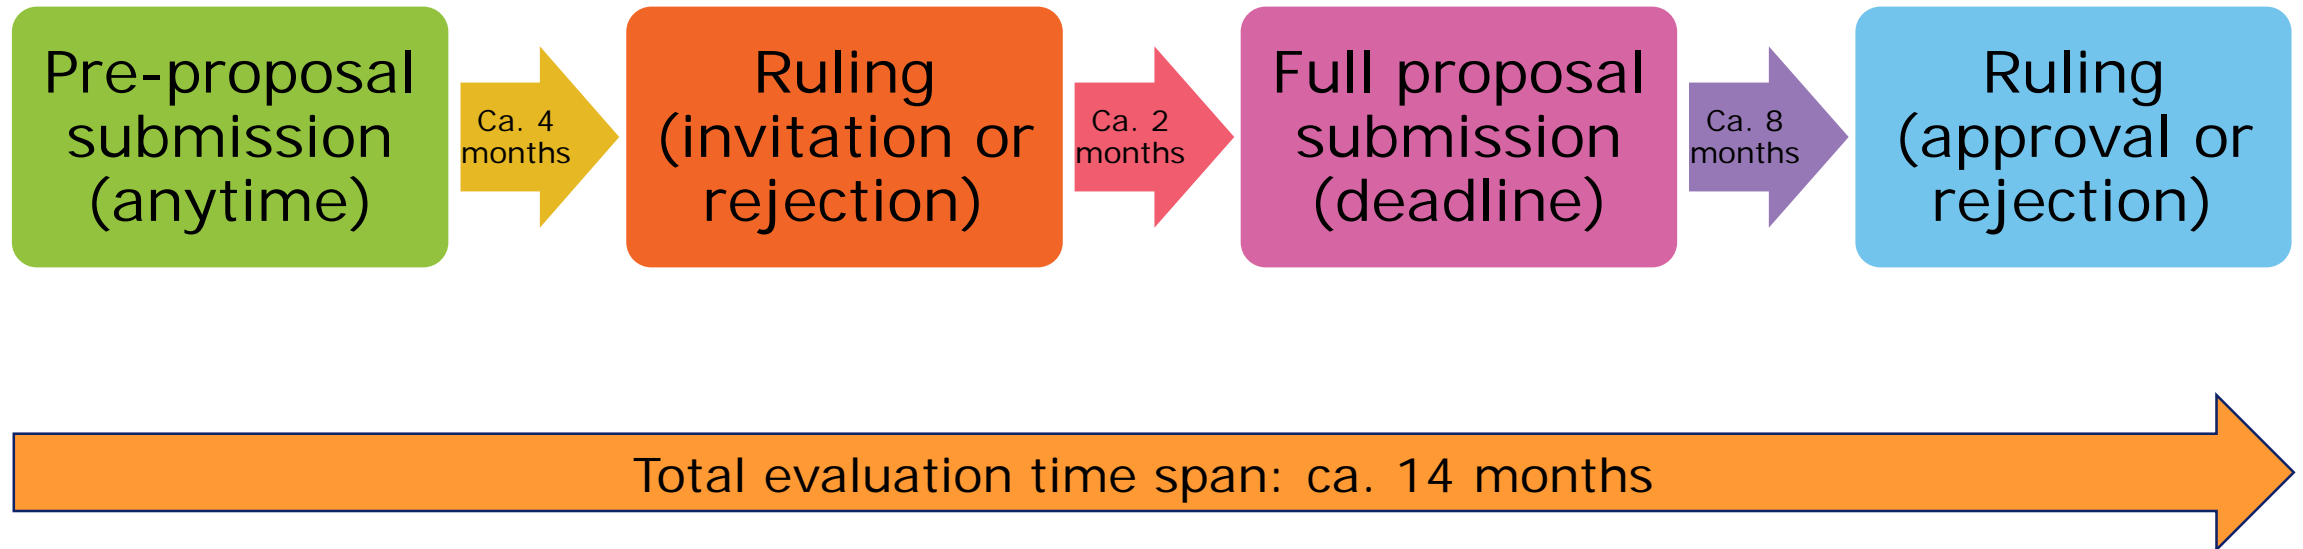 Pre-proposal
submission
(anytime)
Ca. 4
months
Ruling
(invitation or
rejection)
Ca. 2
months
Full proposal
submission
(deadline)
Ca. 8
months
Ruling
(approval or
rejection)
Total evaluation time span: ca. 14 months